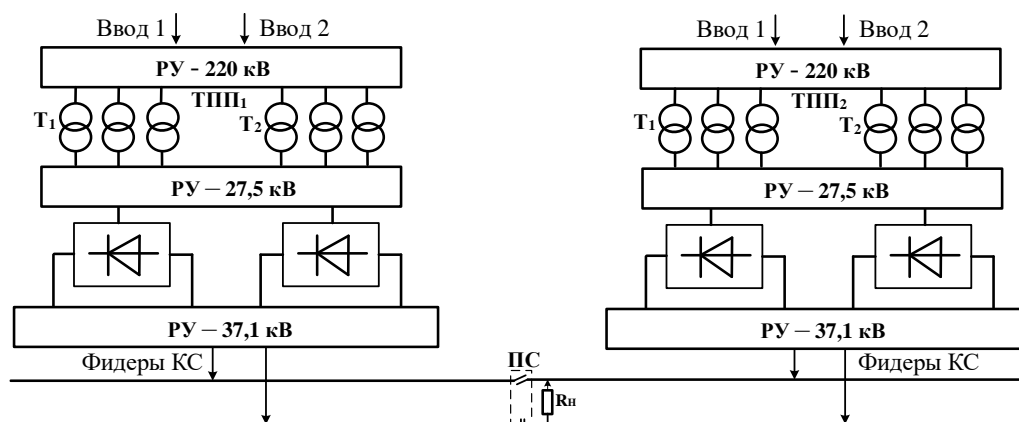 Ввод 1 Ввод 2
РУ - 220 кВ
ТПП1
Т1 Т2
РУ – 27,5 кВ
РУ – 37,1 кВ
Фидеры КС
Ввод 1 Ввод 2
РУ - 220 кВ
ТПП2
Т1 Т2
РУ – 27,5 кВ
РУ – 37,1 кВ
Фидеры КС
ПС
Rн